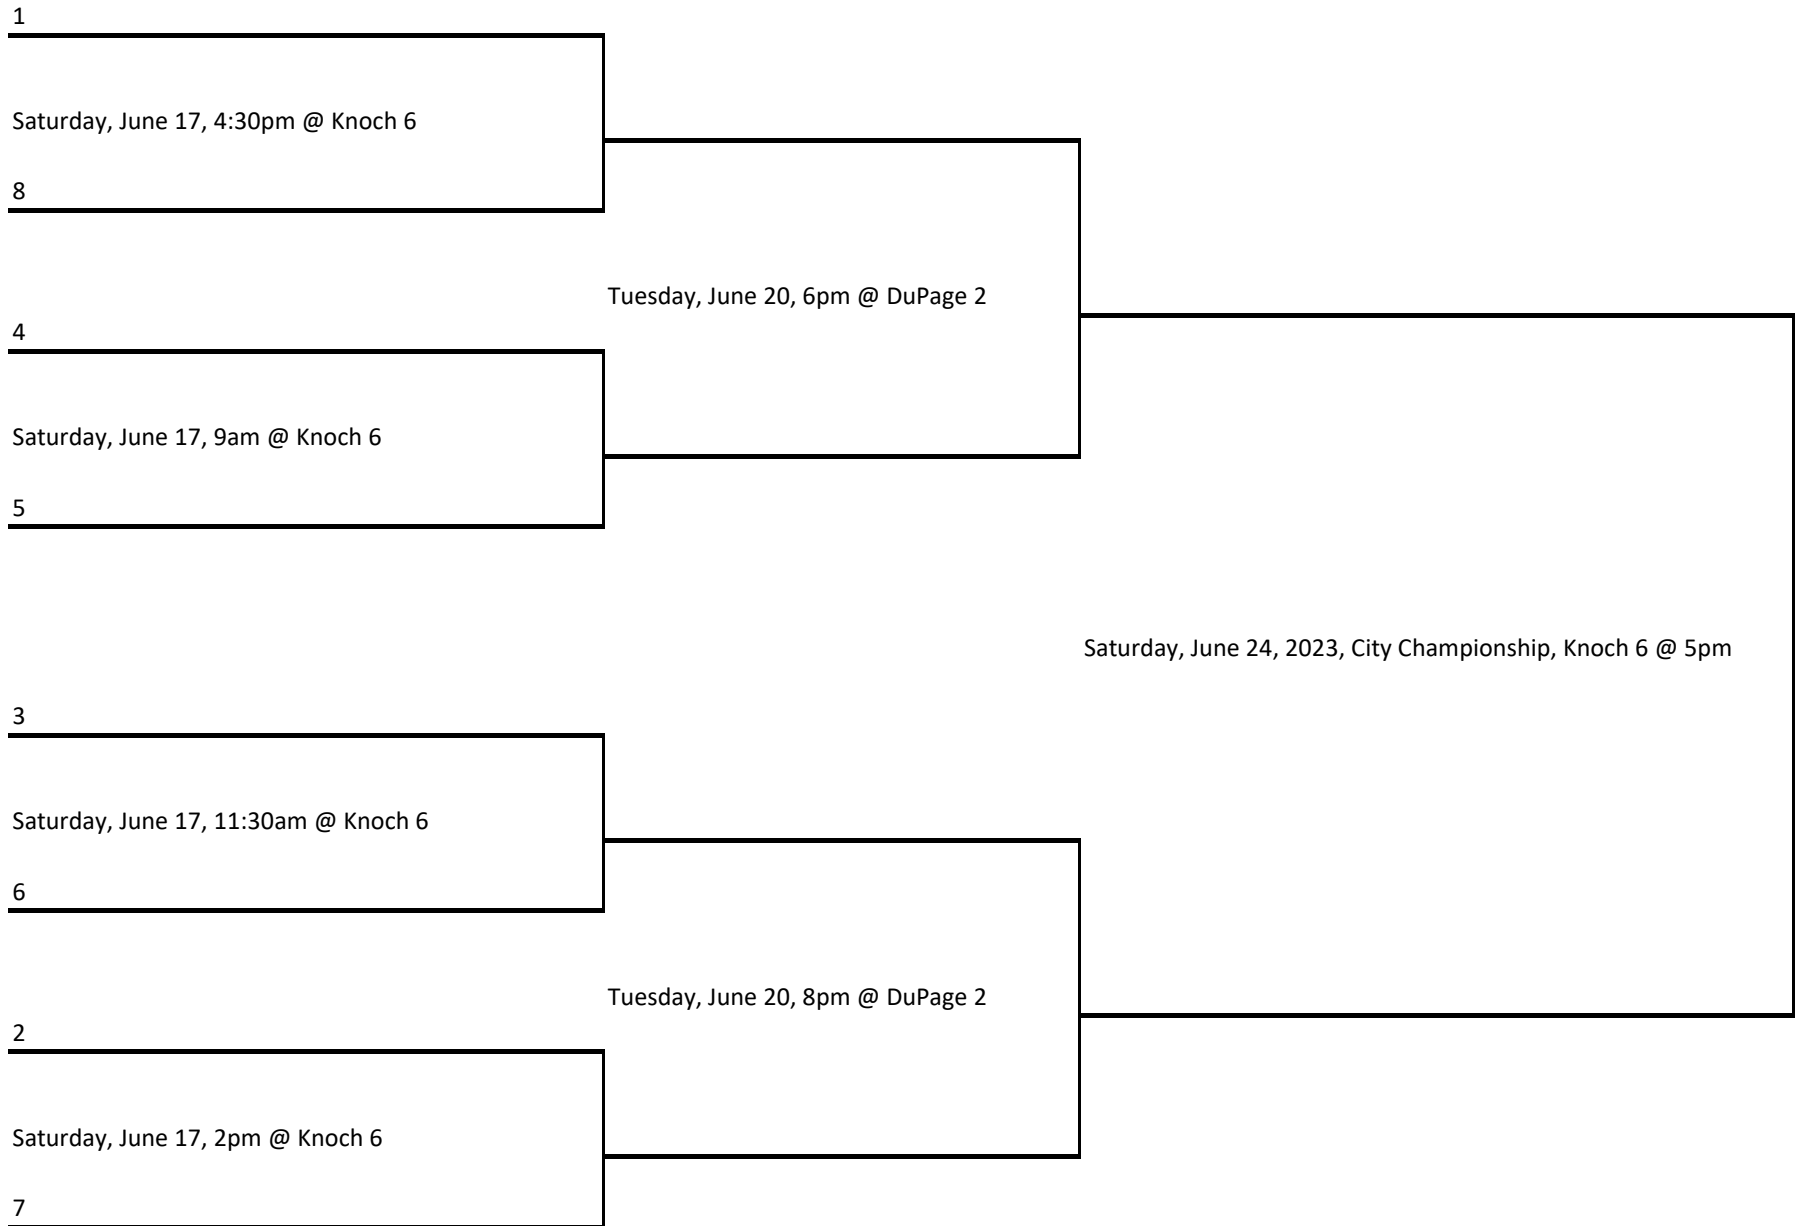 1
Saturday, June 17, 4:30pm @ Knoch 6
8
Tuesday, June 20, 6pm @ DuPage 2
4
Saturday, June 17, 9am @ Knoch 6
5
Saturday, June 24, 2023, City Championship, Knoch 6 @ 5pm
3
Saturday, June 17, 11:30am @ Knoch 6
6
Tuesday, June 20, 8pm @ DuPage 2
2
Saturday, June 17, 2pm @ Knoch 6
7